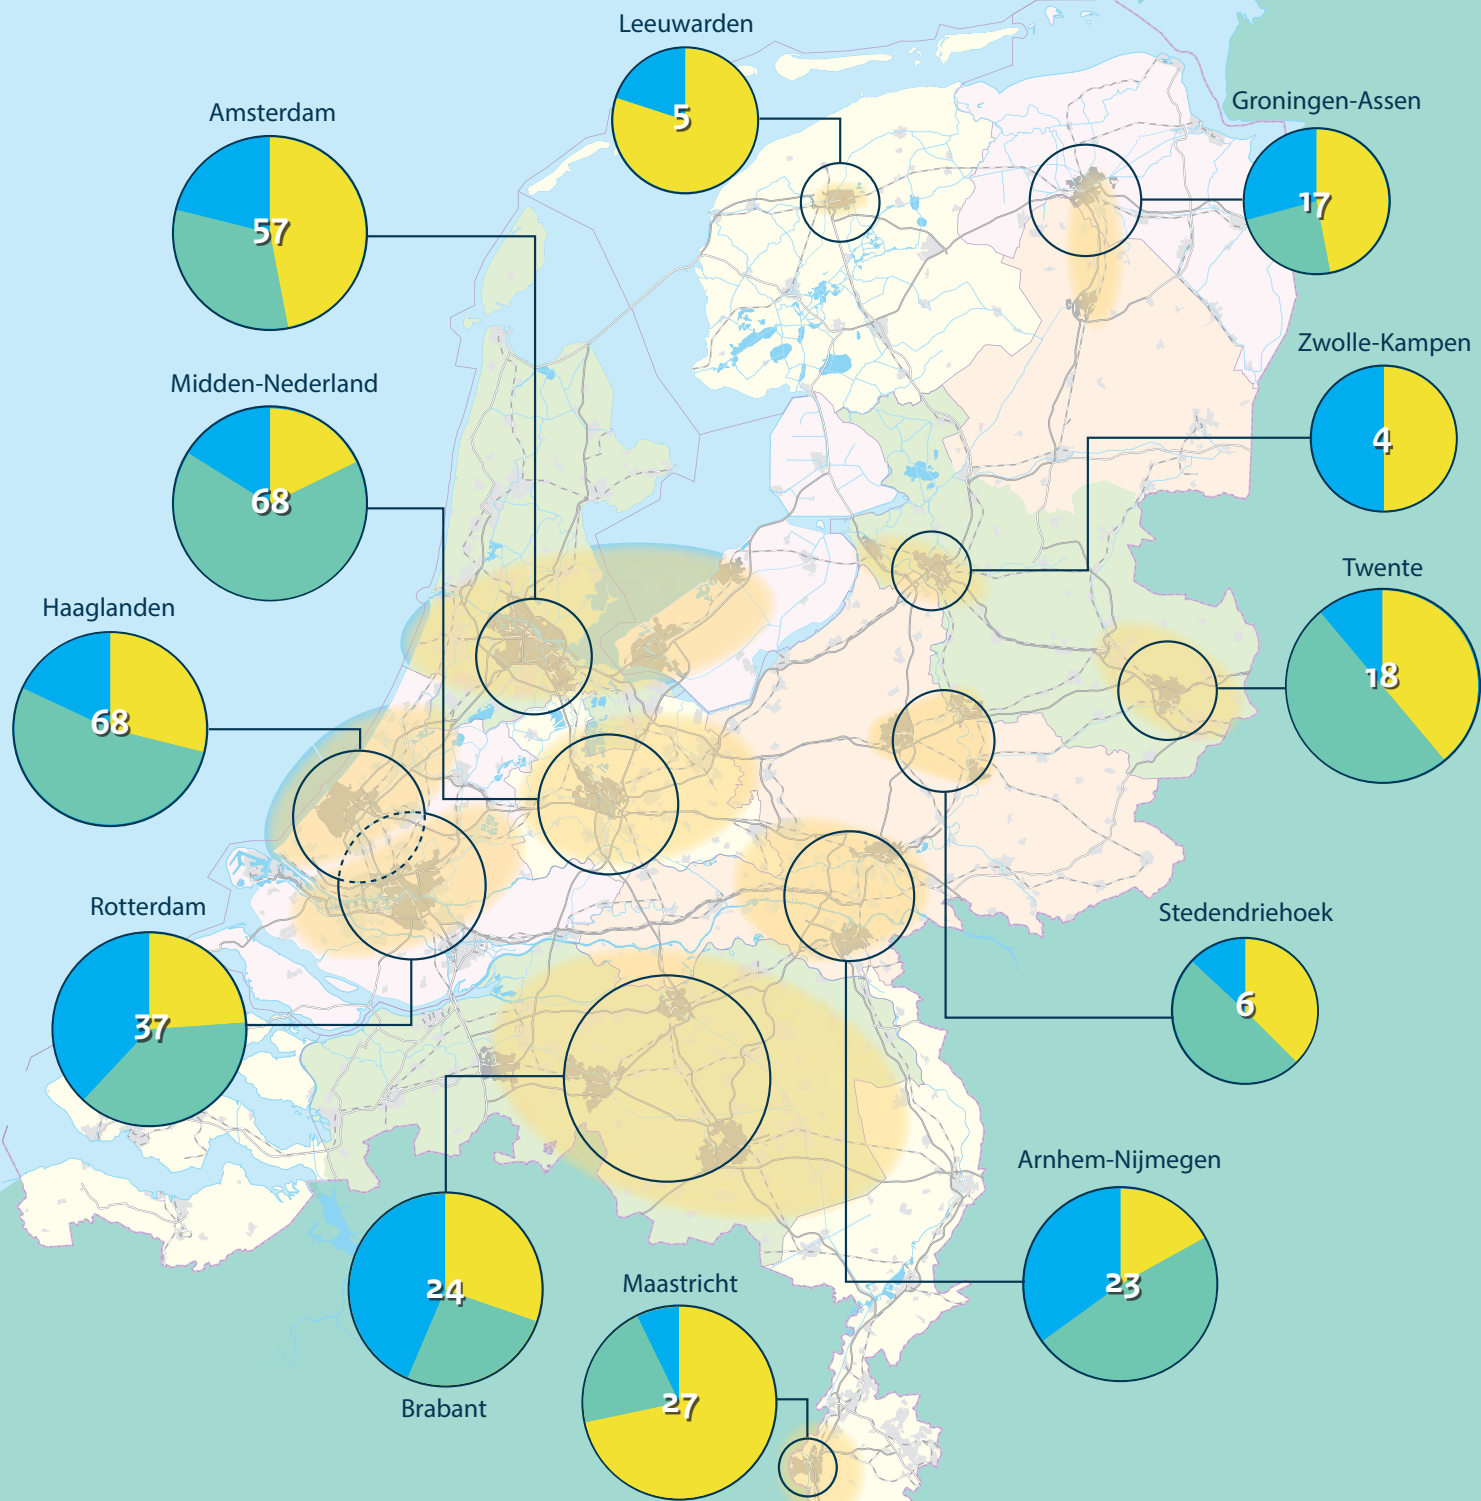 Leeuwarden
5
Groningen-Assen
17
Amsterdam
57
Zwolle-Kampen
4
Midden-Nederland
68
Twente
18
Haaglanden
68
Rotterdam
37
Stedendriehoek
6
Arnhem-Nijmegen
23
24
Brabant
Maastricht
27